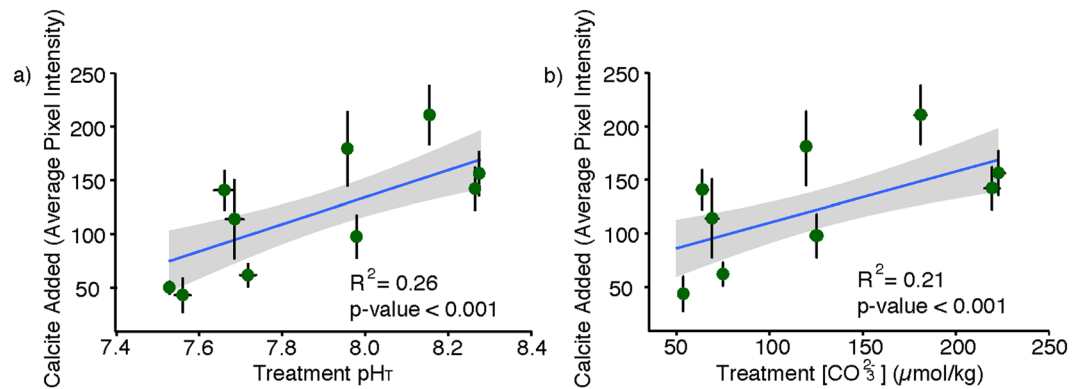 a)
Calcite Added (Average Pixel Intensity)
250
200
150
100
50
7.4 7.6 7.8 8.0 8.2 8.4
Treatment pHT
R2= 0.26
p-value < 0.001
b)
Calcite Added (Average Pixel Intensity)
250
200
150
100
50
50 100 150 200 250
Treatment [CO2-3] (µmol/kg)
R2= 0.21
p-value < 0.001